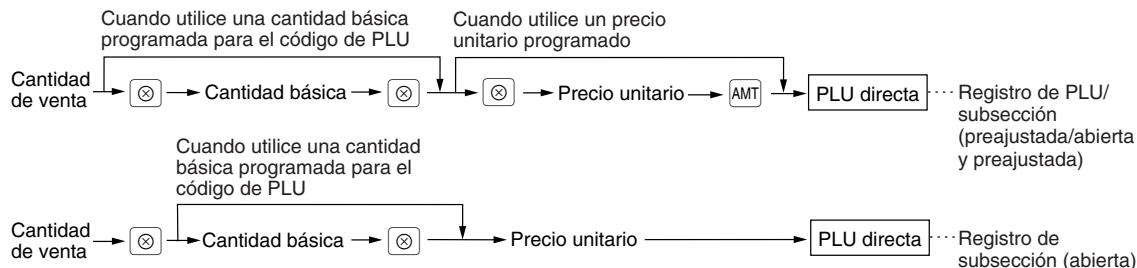 Cuando utilice una cantidad básica
programada para el código de PLU
Cuando utilice un precio
unitario programado
Cantidad
de venta
⊗
Cantidad básica
⊗
⊗
Precio unitario
AMT
PLU directa
Registro de PLU/
subsección
(preajustada/abierta
y preajustada)
Cuando utilice una cantidad
básica programada para el
código de PLU
Cantidad
de venta
⊗
Cantidad básica
⊗
Precio unitario
PLU directa
Registro de
subsección (abierta)